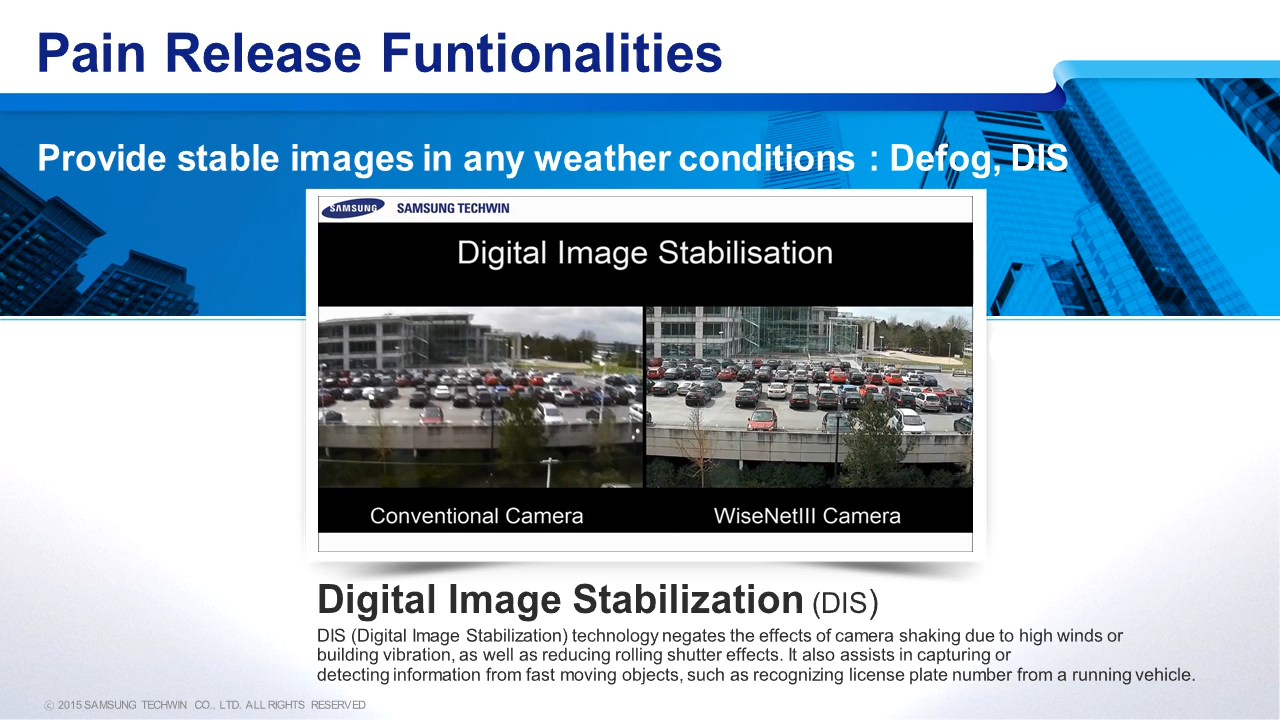 Pain Release Funtionalities
Provide stable images in any weather conditions : Defog, DIS
SAMSUNG SAMSUNG TECHWIN
Digital Image Stabilisation
Conventional Camera WiseNetIII Camera
Digital Image Stabilization (DIS)
DIS (Digital Image Stabilization) technology negates the effects of camera shaking due to high winds or
building vibration, as well as reducing rolling shutter effects. It also assists in capturing or
detecting information from fast moving objects, such as recognizing license plate number from a running vehicle.
ⓒ 2015 SAMSUNG TECHWIN CO., LTD. ALL RIGHTS RESERVED